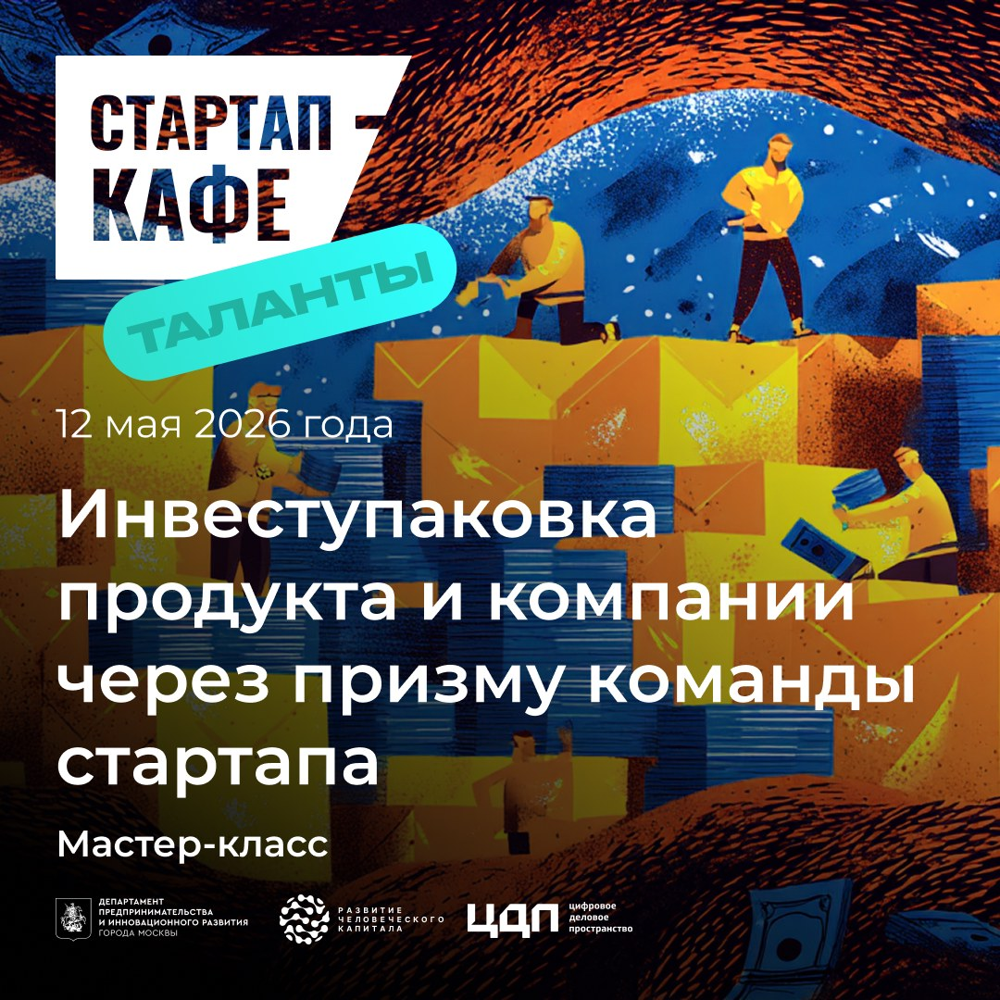 СТАРТАП -
КАФЕ
ТАЛАНТЫ
12 мая 2026 года
Инвеступаковка
продукта и компании
через призму команды
стартапа
Мастер-класс
ДЕПАРТАМЕНТ
ПРЕДПРИНИМАТЕЛЬСТВА
И ИННОВАЦИОННОГО РАЗВИТИЯ
ГОРОДА МОСКВЫ
РАЗВИТИЕ
ЧЕЛОВЕЧЕСКОГО
КАПИТАЛА
ЦДП
цифровое
деловое
пространство